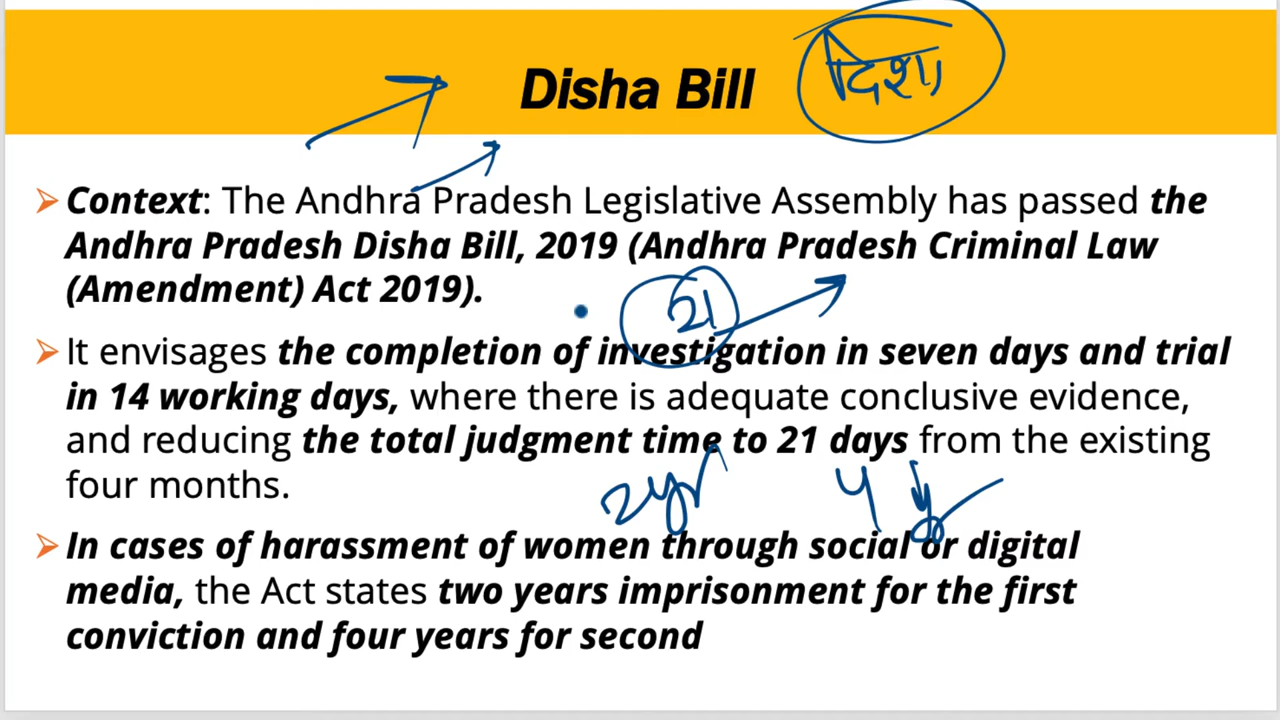 Disha Bill दिशा
➢ Context: The Andhra Pradesh Legislative Assembly has passed the
Andhra Pradesh Disha Bill, 2019 (Andhra Pradesh Criminal Law
(Amendment) Act 2019).
21
➢ It envisages the completion of investigation in seven days and trial
in 14 working days, where there is adequate conclusive evidence,
and reducing the total judgment time to 21 days from the existing
four months.
2yr 4 y
➢ In cases of harassment of women through social or digital
media, the Act states two years imprisonment for the first
conviction and four years for second